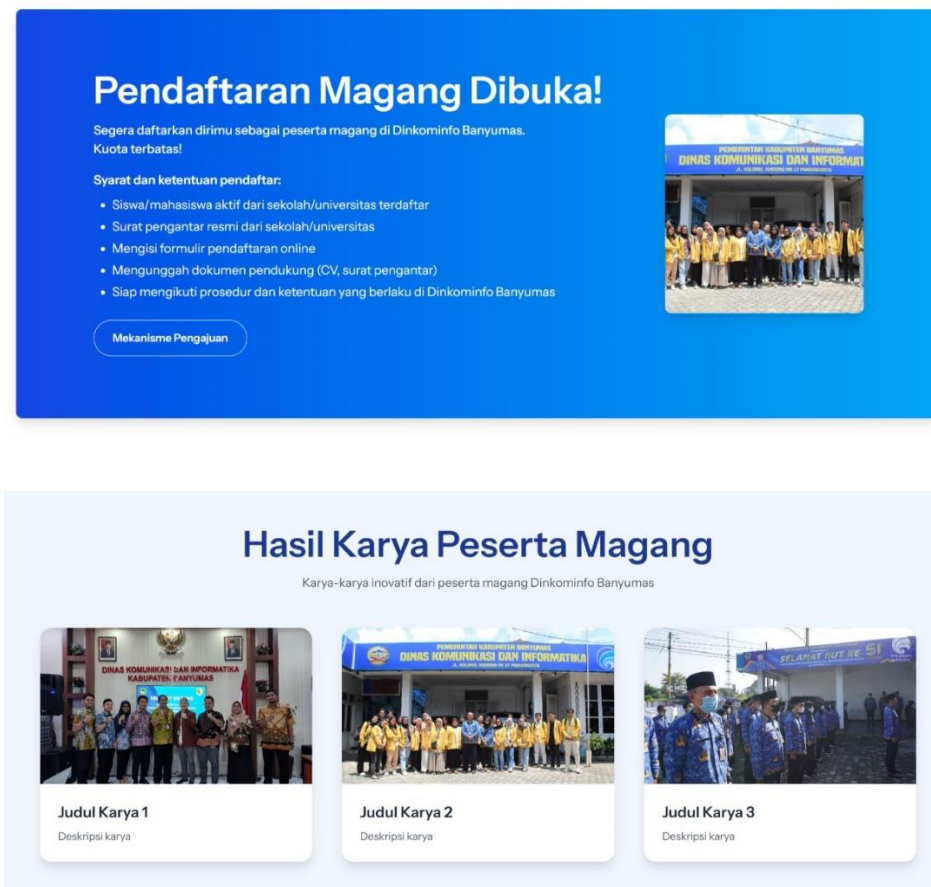 Pendaftaran Magang Dibuka!
Segera daftarkan dirimu sebagai peserta magang di Dinkominfo Banyumas.
Kuota terbatas!
Syarat dan ketentuan pendaftar:
• Siswa/mahasiswa aktif dari sekolah/universitas terdaftar
• Surat pengantar resmi dari sekolah/universitas
• Mengisi formulir pendaftaran online
• Mengunggah dokumen pendukung (CV, surat pengantar)
• Siap mengikuti prosedur dan ketentuan yang berlaku di Dinkominfo Banyumas
Mekanisme Pengajuan
PEMERINTAH KABUPATEN BANYUMAS
DINAS KOMUNIKASI DAN INFORMAT
Hasil Karya Peserta Magang
Karya-karya inovatif dari peserta magang Dinkominfo Banyumas
DINAS KOMUNIKASI DAN INFORMATIKA
KABUPATEN BANYUMAS
Judul Karya 1
Deskripsi karya
PEMERINTAH KABUPATEN BANYUMAS
DINAS KOMUNIKASI DAN INFORMATIKA
Judul Karya 2
Deskripsi karya
SELAMAT HUT KE. 51
Judul Karya 3
Deskripsi karya